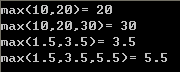 max(10,20)= 20
max(10,20,30)= 30
max(1.5,3.5)= 3.5
max(1.5,3.5,5.5)= 5.5